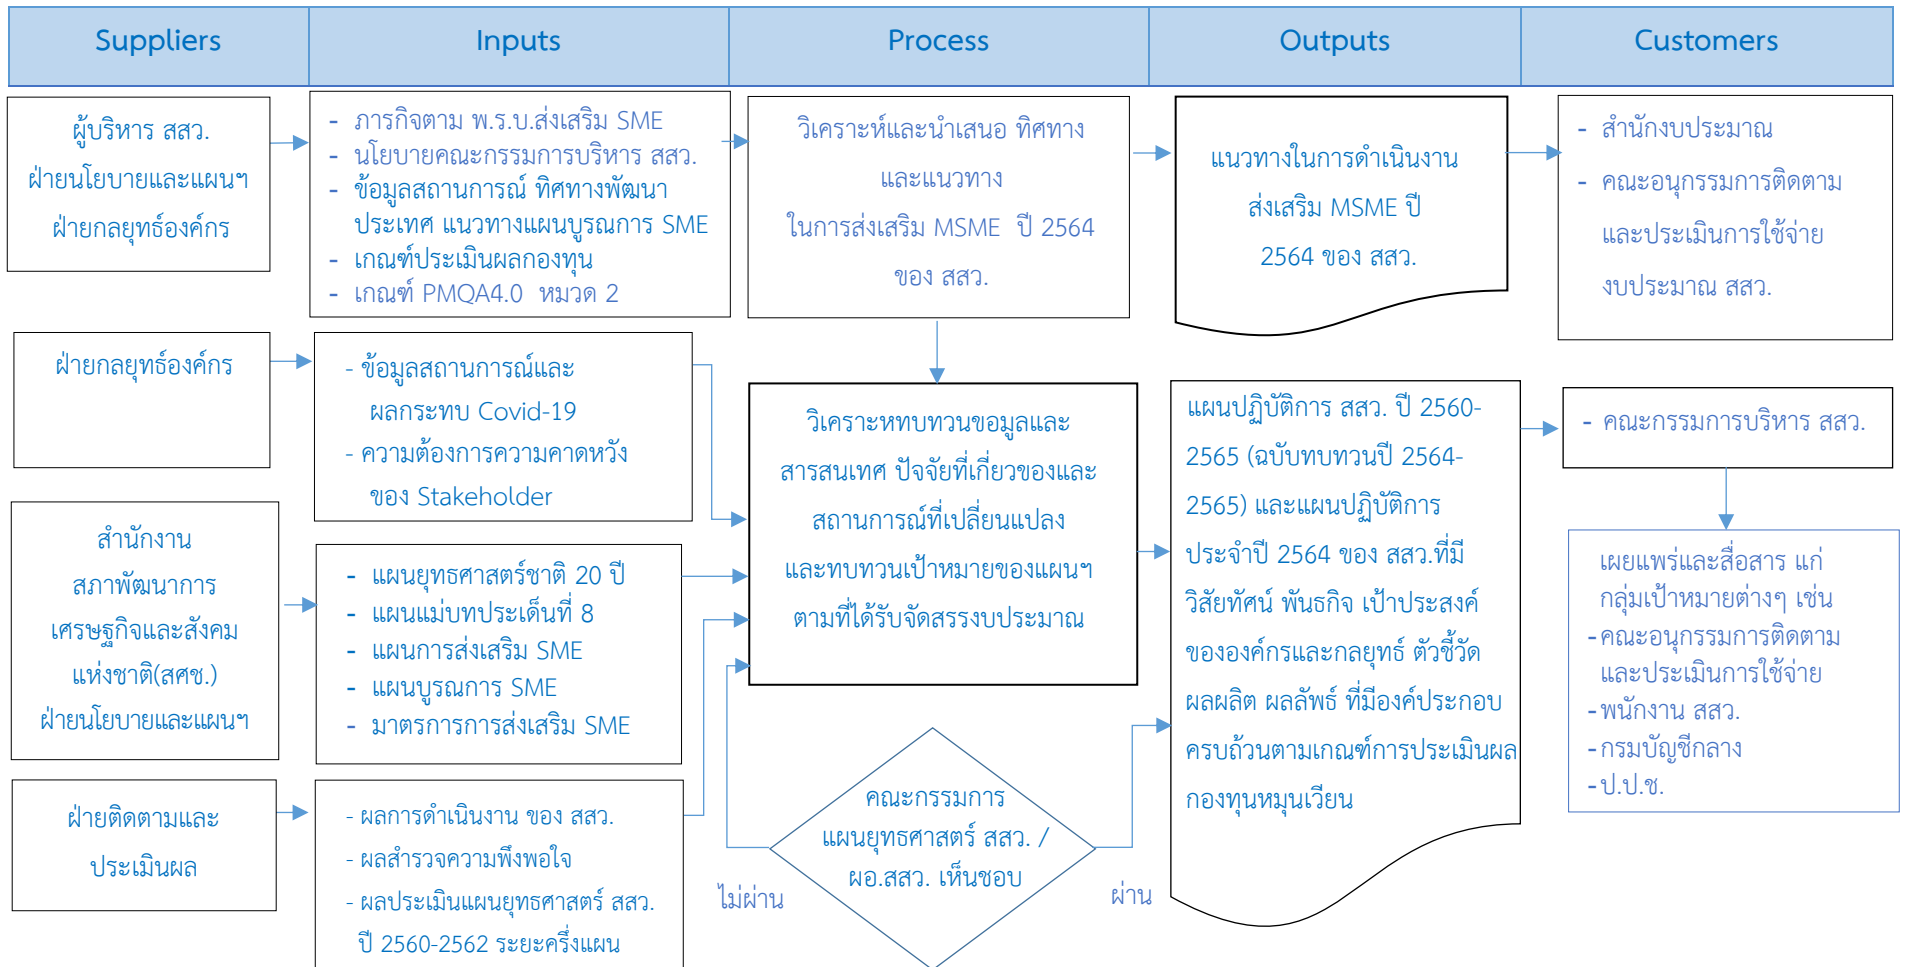 Suppliers
Inputs
Process
Outputs
Customers
ผู้บริหาร สสว.
ฝ่ายนโยบายและแผนฯ
ฝ่ายกลยุทธ์องค์กร
- ภารกิจตาม พ.ร.บ.ส่งเสริม SME
- นโยบายคณะกรรมการบริหาร สสว.
- ข้อมูลสถานการณ์ ทิศทางพัฒนา
ประเทศ แนวทางแผนบูรณการ SME
- เกณฑ์ประเมินผลกองทุน
- เกณฑ์ PMQA4.0 หมวด 2
วิเคราะห์และนำเสนอ ทิศทาง
และแนวทาง
ในการส่งเสริม MSME ปี 2564
ของ สสว.
แนวทางในการดำเนินงาน
ส่งเสริม MSME ปี
2564 ของ สสว.
- สำนักงบประมาณ
- คณะอนุกรรมการติดตาม
และประเมินการใช้จ่าย
งบประมาณ สสว.
ฝ่ายกลยุทธ์องค์กร
- ข้อมูลสถานการณ์และ
ผลกระทบ Covid-19
- ความต้องการความคาดหวัง
ของ Stakeholder
วิเคราะหทบทวนขอมูลและ
สารสนเทศ ปัจจัยที่เกี่ยวของและ
สถานการณ์ที่เปลี่ยนแปลง
และทบทวนเป้าหมายของแผนฯ
ตามที่ได้รับจัดสรรงบประมาณ
แผนปฏิบัติการ สสว. ปี 2560-
2565 (ฉบับทบทวนปี 2564-
2565) และแผนปฏิบัติการ
ประจำปี 2564 ของ สสว.ที่มี
วิสัยทัศน์ พันธกิจ เป้าประสงค์
ขององค์กรและกลยุทธ์ ตัวชี้วัด
ผลผลิต ผลลัพธ์ ที่มีองค์ประกอบ
ครบถ้วนตามเกณฑ์การประเมินผล
กองทุนหมุนเวียน
- คณะกรรมการบริหาร สสว.
สำนักงาน
สภาพัฒนาการ
เศรษฐกิจและสังคม
แห่งชาติ(สศช.)
ฝ่ายนโยบายและแผนฯ
- แผนยุทธศาสตร์ชาติ 20 ปี
- แผนแม่บทประเด็นที่ 8
- แผนการส่งเสริม SME
- แผนบูรณการ SME
- มาตรการการส่งเสริม SME
เผยแพร่และสื่อสาร แก่
กลุ่มเป้าหมายต่างๆ เช่น
-คณะอนุกรรมการติดตาม
และประเมินการใช้จ่าย
-พนักงาน สสว.
-กรมบัญชีกลาง
-ป.ป.ช.
ฝ่ายติดตามและ
ประเมินผล
- ผลการดำเนินงาน ของ สสว.
- ผลสำรวจความพึงพอใจ
- ผลประเมินแผนยุทธศาสตร์ สสว.
ปี 2560-2562 ระยะครึ่งแผน
คณะกรรมการ
แผนยุทธศาสตร์ สสว. /
ผอ.สสว. เห็นชอบ
ไม่ผ่าน
ผ่าน